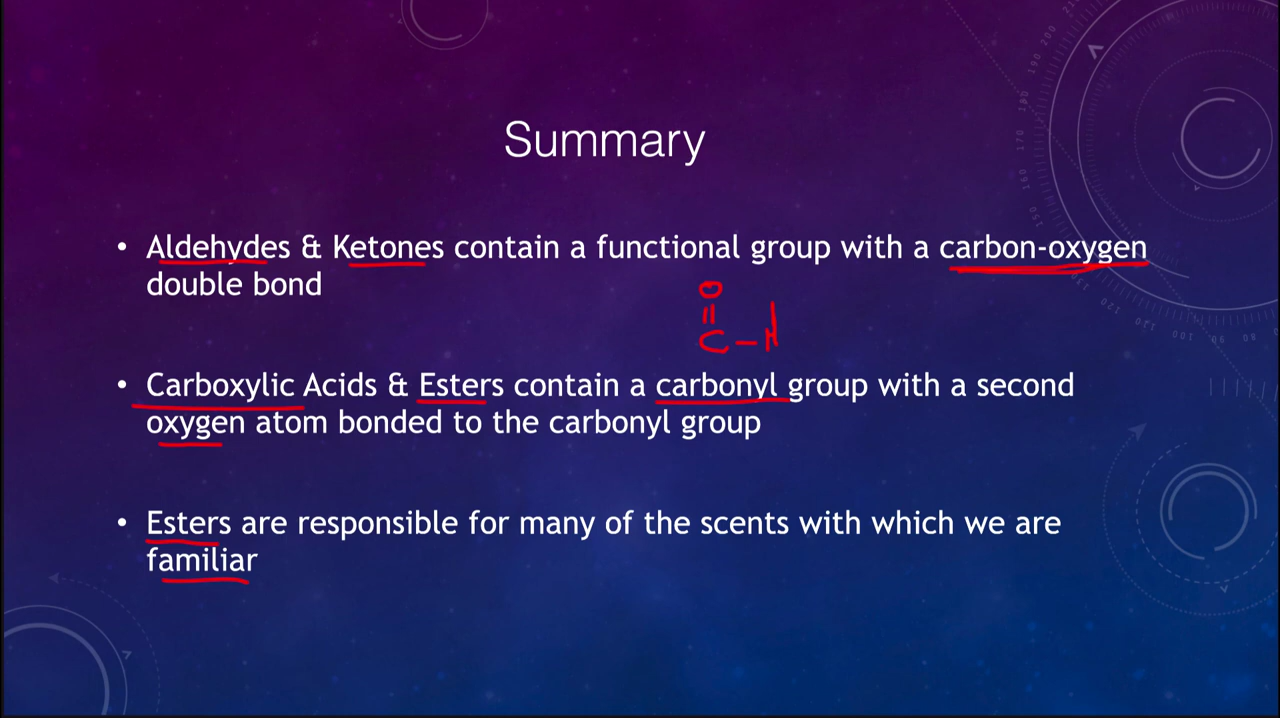 Summary
• Aldehydes & Ketones contain a functional group with a carbon-oxygen
double bond
O
||
C – H
• Carboxylic Acids & Esters contain a carbonyl group with a second
oxygen atom bonded to the carbonyl group
• Esters are responsible for many of the scents with which we are
familiar